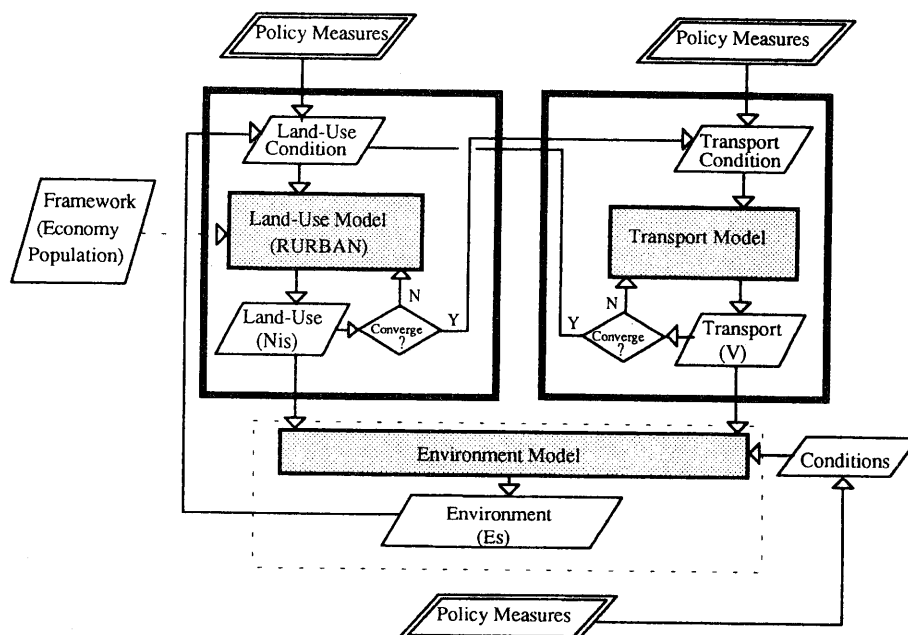 Policy Measures
Policy Measures
Land-Use
Condition
Transport
Condition
Framework
(Economy
Population)
Land-Use Model
(RURBAN)
Transport Model
N
N
Land-Use
(Nis)
Converge
?
Y
Y
Converge
?
Transport
(V)
Environment Model
Conditions
Environment
(Es)
Policy Measures